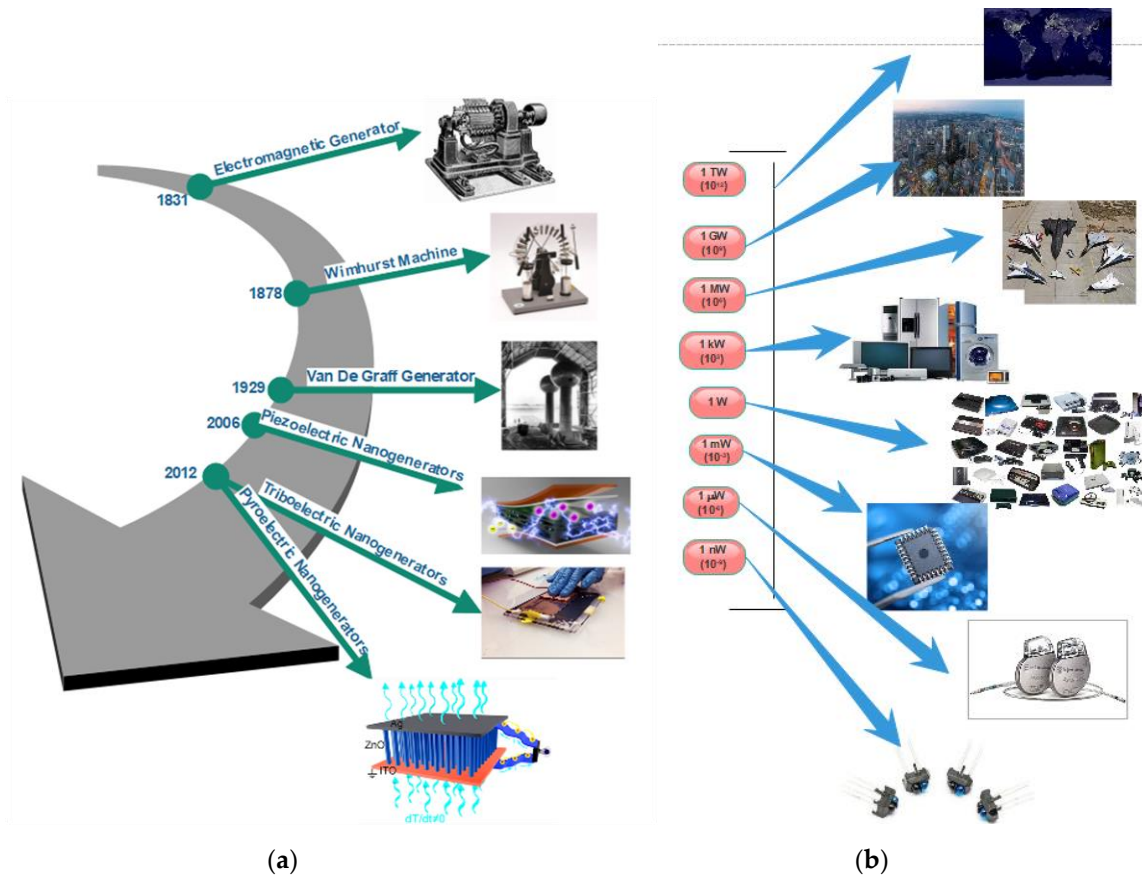 Electromagnetic Generator
1831
Wimhurst Machine
1878
Van De Graff Generator
1929
Piezoelectric Nanogenerators
2006
Triboelectric Nanogenerators
2012
Pyroelectric Nanogenerators
Ag
ZnO
ITO
dT/dt≠0
(a)
1 TW
(10¹²)
1 GW
(10⁹)
1 MW
(10⁶)
1 kW
(10³)
1 W
1 mW
(10⁻³)
1 µW
(10⁻⁶)
1 nW
(10⁻⁹)
(b)